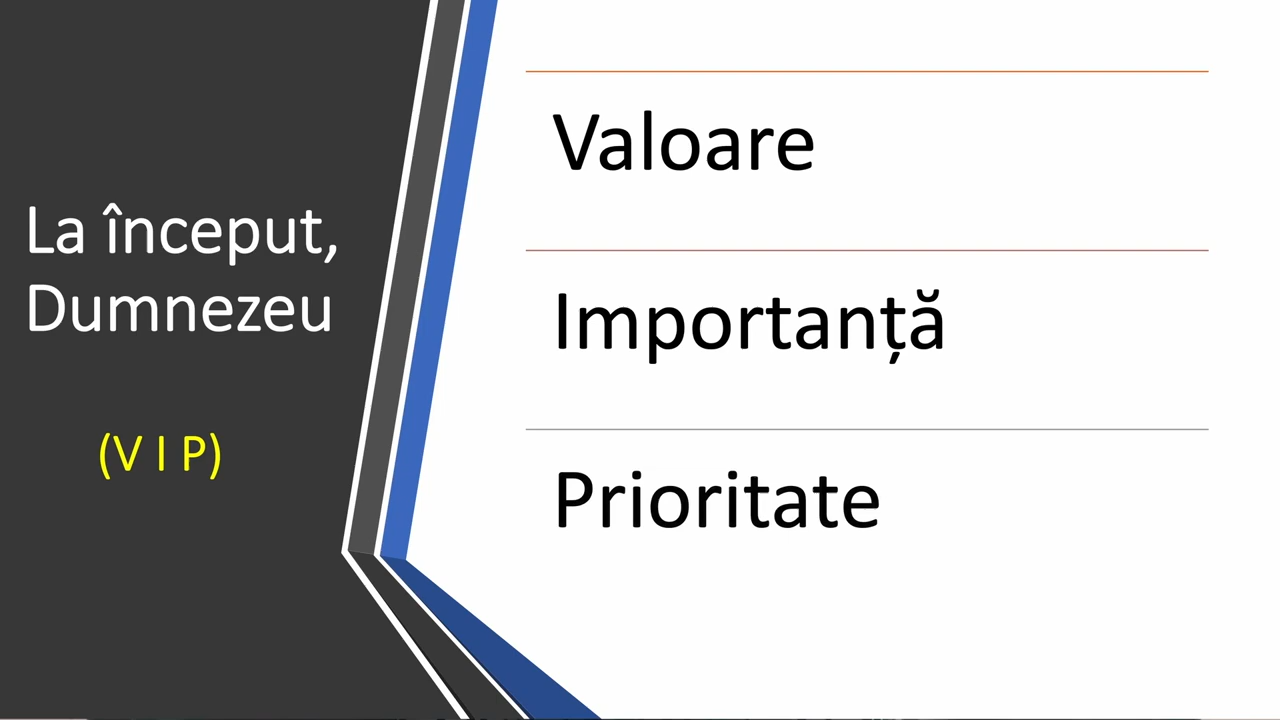 La început,
Dumnezeu
(V I P)
Valoare
Importanță
Prioritate